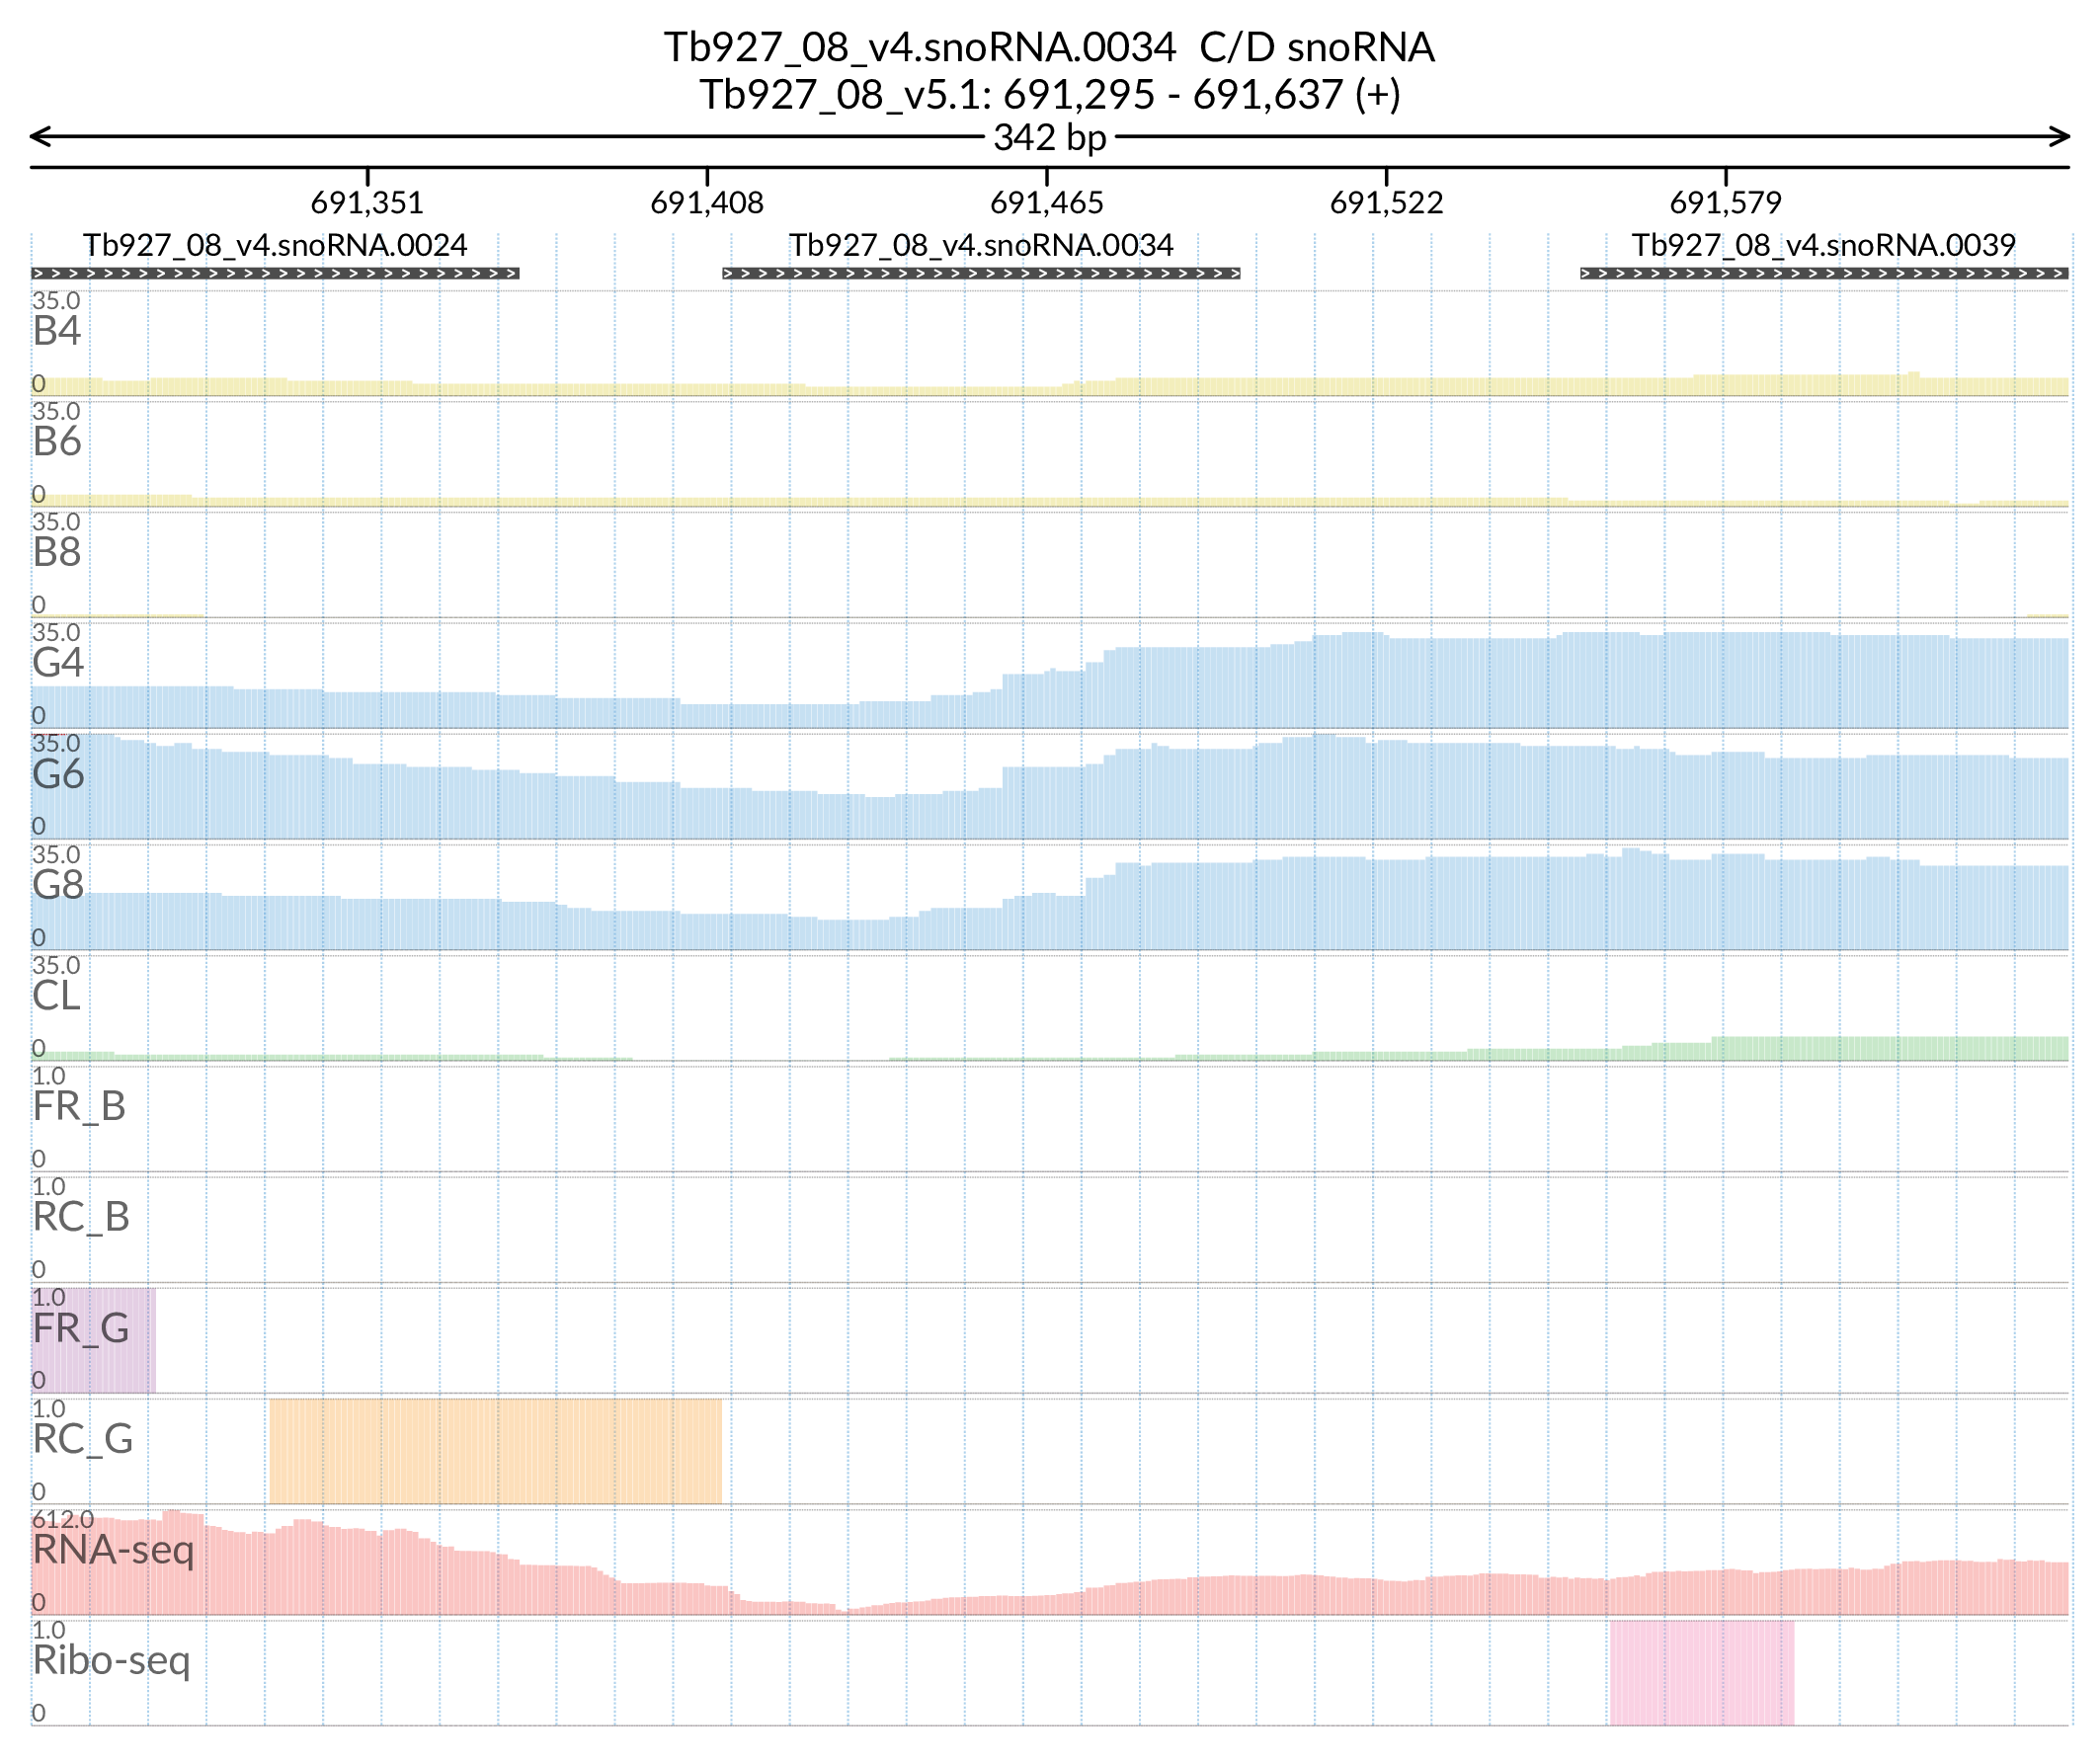 Tb927_08_v4.snoRNA.0034 C/D snoRNA
Tb927_08_v5.1: 691,295 - 691,637 (+)
342 bp
691,351 691,408 691,465 691,522 691,579
Tb927_08_v4.snoRNA.0024 Tb927_08_v4.snoRNA.0034 Tb927_08_v4.snoRNA.0039
35.0
B4
0
35.0
B6
0
35.0
B8
0
35.0
G4
0
35.0
G6
0
35.0
G8
0
35.0
CL
0
1.0
FR_B
0
1.0
RC_B
0
1.0
FR_G
0
1.0
RC_G
0
612.0
RNA-seq
0
1.0
Ribo-seq
0